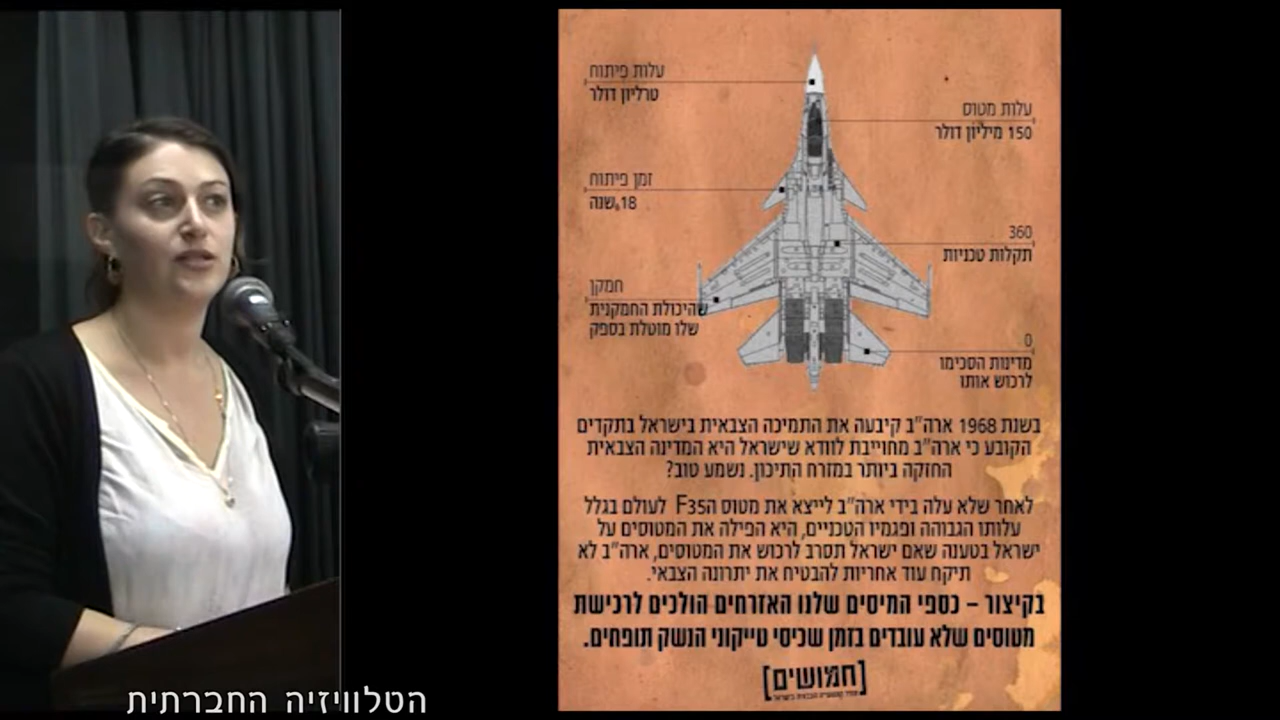 עלות פיתוח
טרליון דולר
עלות מטוס
150 מיליון דולר
זמן פיתוח
18 שנה
360
תקלות טכניות
חמקן
שהיכולת החמקנית
שלו מוטלת בספק
0
מדינות הסכימו
לרכוש אותו
בשנת 1968 ארה"ב קיבעה את התמיכה הצבאית בישראל בתקדים
הקובע כי ארה"ב מחוייבת לוודא שישראל היא המדינה הצבאית
החזקה ביותר במזרח התיכון. נשמע טוב?
לאחר שלא עלה בידי ארה"ב לייצא את מטוס הF35 לעולם בגלל
עלותו הגבוהה ופגמיו הטכניים, היא הפילה את המטוסים על
ישראל בטענה שאם ישראל תסרב לרכוש את המטוסים, ארה"ב לא
תיקח עוד אחריות להבטיח את יתרונה הצבאי.
בקיצור – כספי המיסים שלנו האזרחים הולכים לרכישת
מטוסים שלא עובדים בזמן שכיסי טייקוני הנשק תופחים.
[חמושים]
הטלוויזיה החברתית